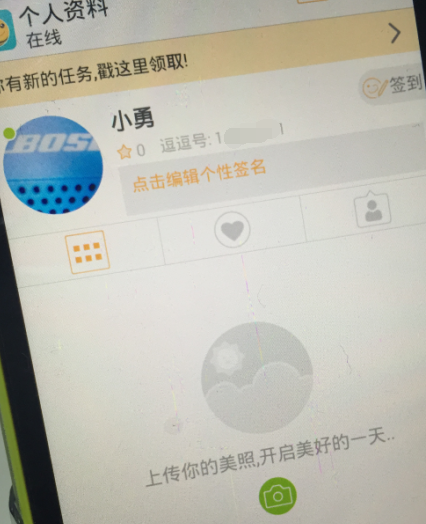 个人资料
在线
你有新的任务,戳这里领取!
签到
BOSE
小勇
0 逗逗号: 1
点击编辑个性签名
上传你的美照,开启美好的一天..